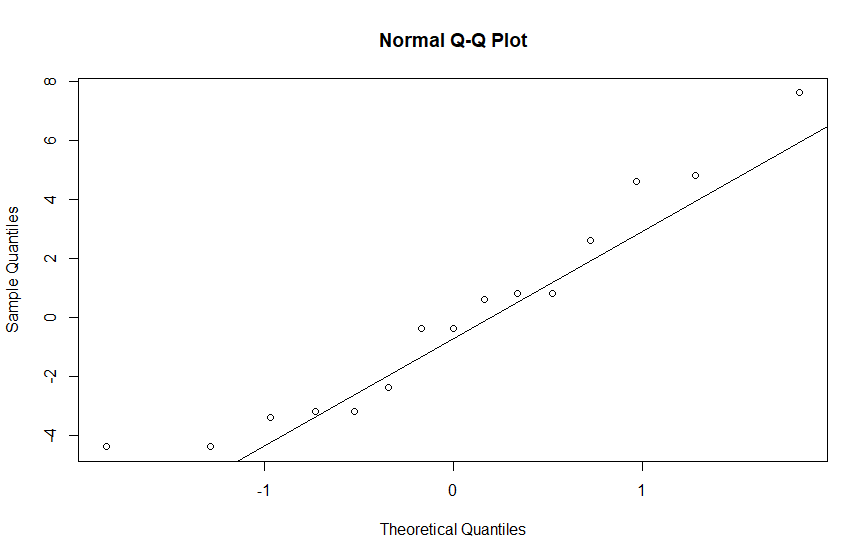 Normal Q-Q Plot
8
6
4
2
0
-2
-4
Sample Quantiles
-1 0 1
Theoretical Quantiles